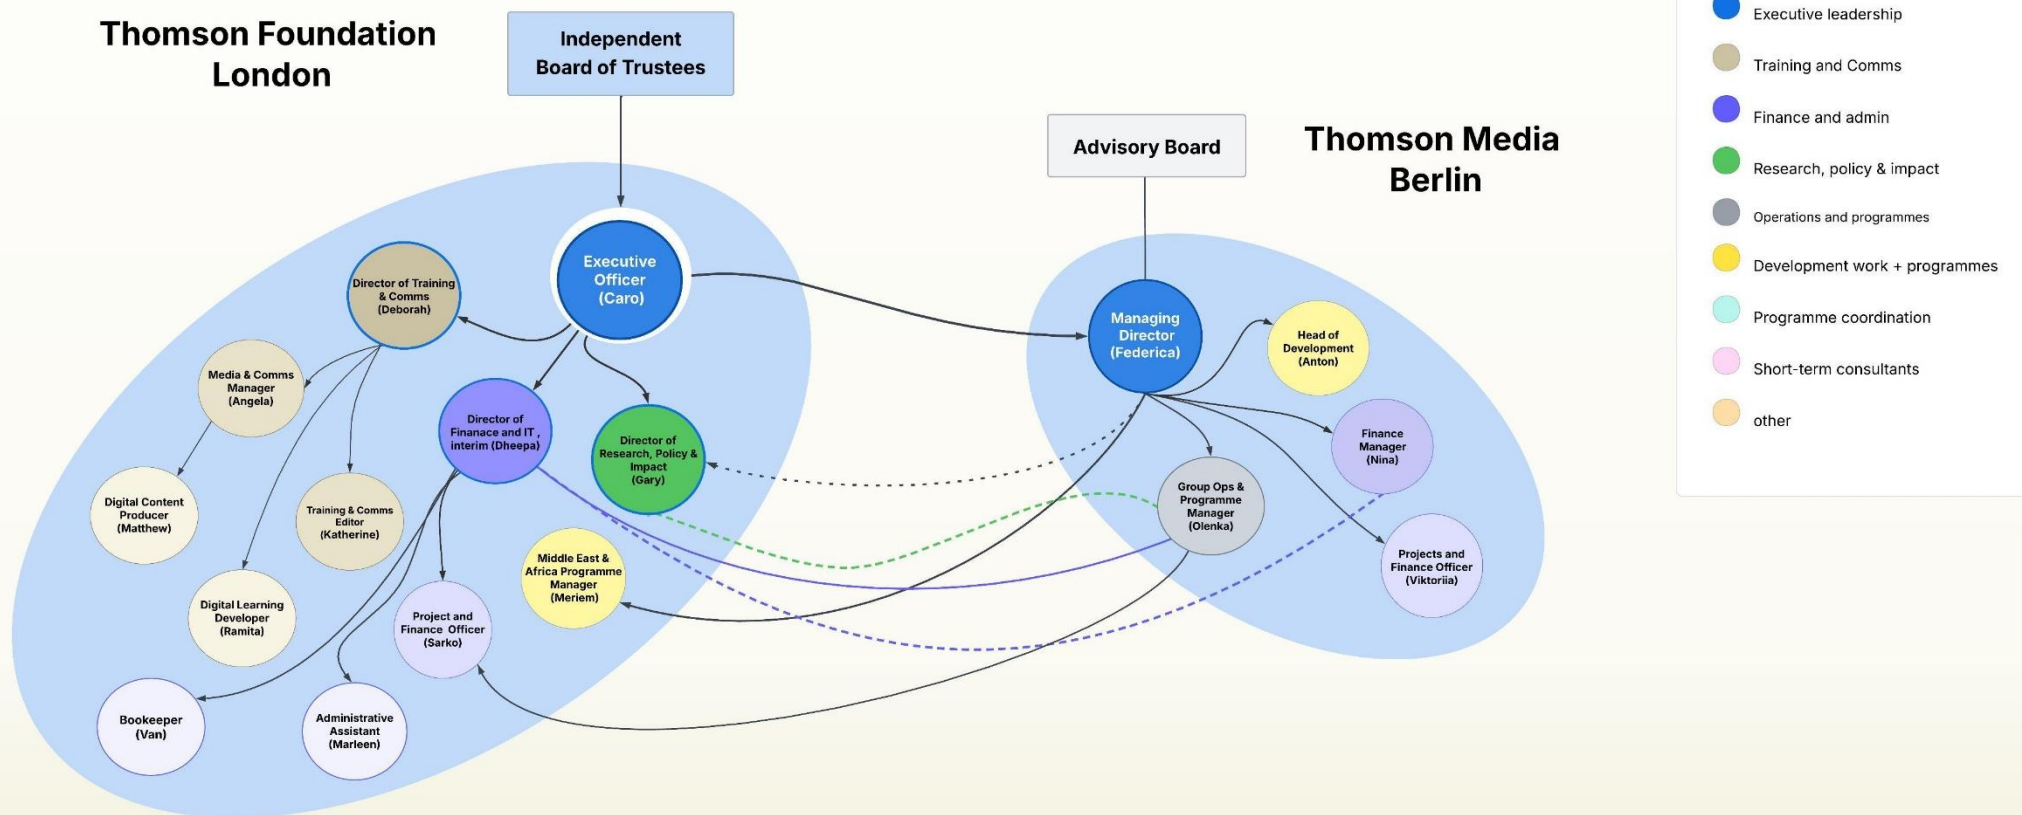 Thomson Foundation
London
Independent
Board of Trustees
Advisory Board
Thomson Media
Berlin
Executive
Officer
(Caro)
Director of Training
& Comms
(Deborah)
Media & Comms
Manager
(Angela)
Director of
Finanace and IT ,
interim (Dheepa)
Director of
Research, Policy &
Impact
(Gary)
Digital Content
Producer
(Matthew)
Training & Comms
Editor
(Katherine)
Middle East &
Africa Programme
Manager
(Meriem)
Digital Learning
Developer
(Ramita)
Project and
Finance Officer
(Sarko)
Bookeeper
(Van)
Administrative
Assistant
(Marleen)
Managing
Director
(Federica)
Head of
Development
(Anton)
Finance
Manager
(Nina)
Group Ops &
Programme
Manager
(Olenka)
Projects and
Finance Officer
(Viktoriia)
Executive leadership
Training and Comms
Finance and admin
Research, policy & impact
Operations and programmes
Development work + programmes
Programme coordination
Short-term consultants
other